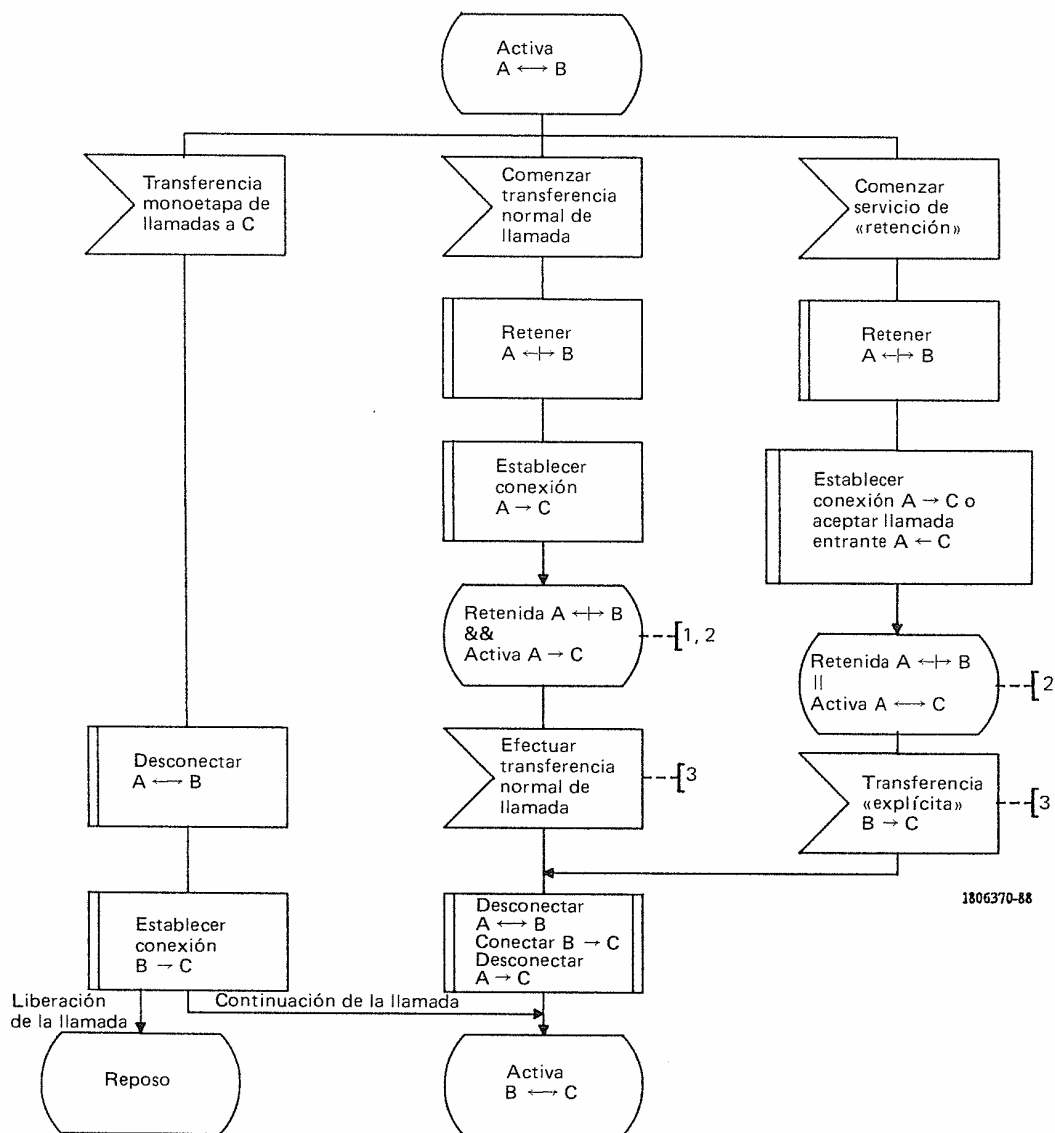 Activa
A ←→ B
Transferencia
monoetapa de
llamadas a C
Comenzar
transferencia
normal de
llamada
Comenzar
servicio de
«retención»
Retener
A ←|→ B
Retener
A ←|→ B
Establecer
conexión
A → C
Establecer
conexión A → C o
aceptar llamada
entrante A ← C
Retenida A ←|→ B
&&
Activa A → C
1, 2
Retenida A ←|→ B
||
Activa A ←→ C
2
Desconectar
A ←→ B
Efectuar
transferencia
normal de
llamada
3
Transferencia
«explícita»
B → C
3
1806370-88
Establecer
conexión
B → C
Desconectar
A ←→ B
Conectar B → C
Desconectar
A → C
Liberación
de la llamada
Continuación de la llamada
Reposo
Activa
B ←→ C